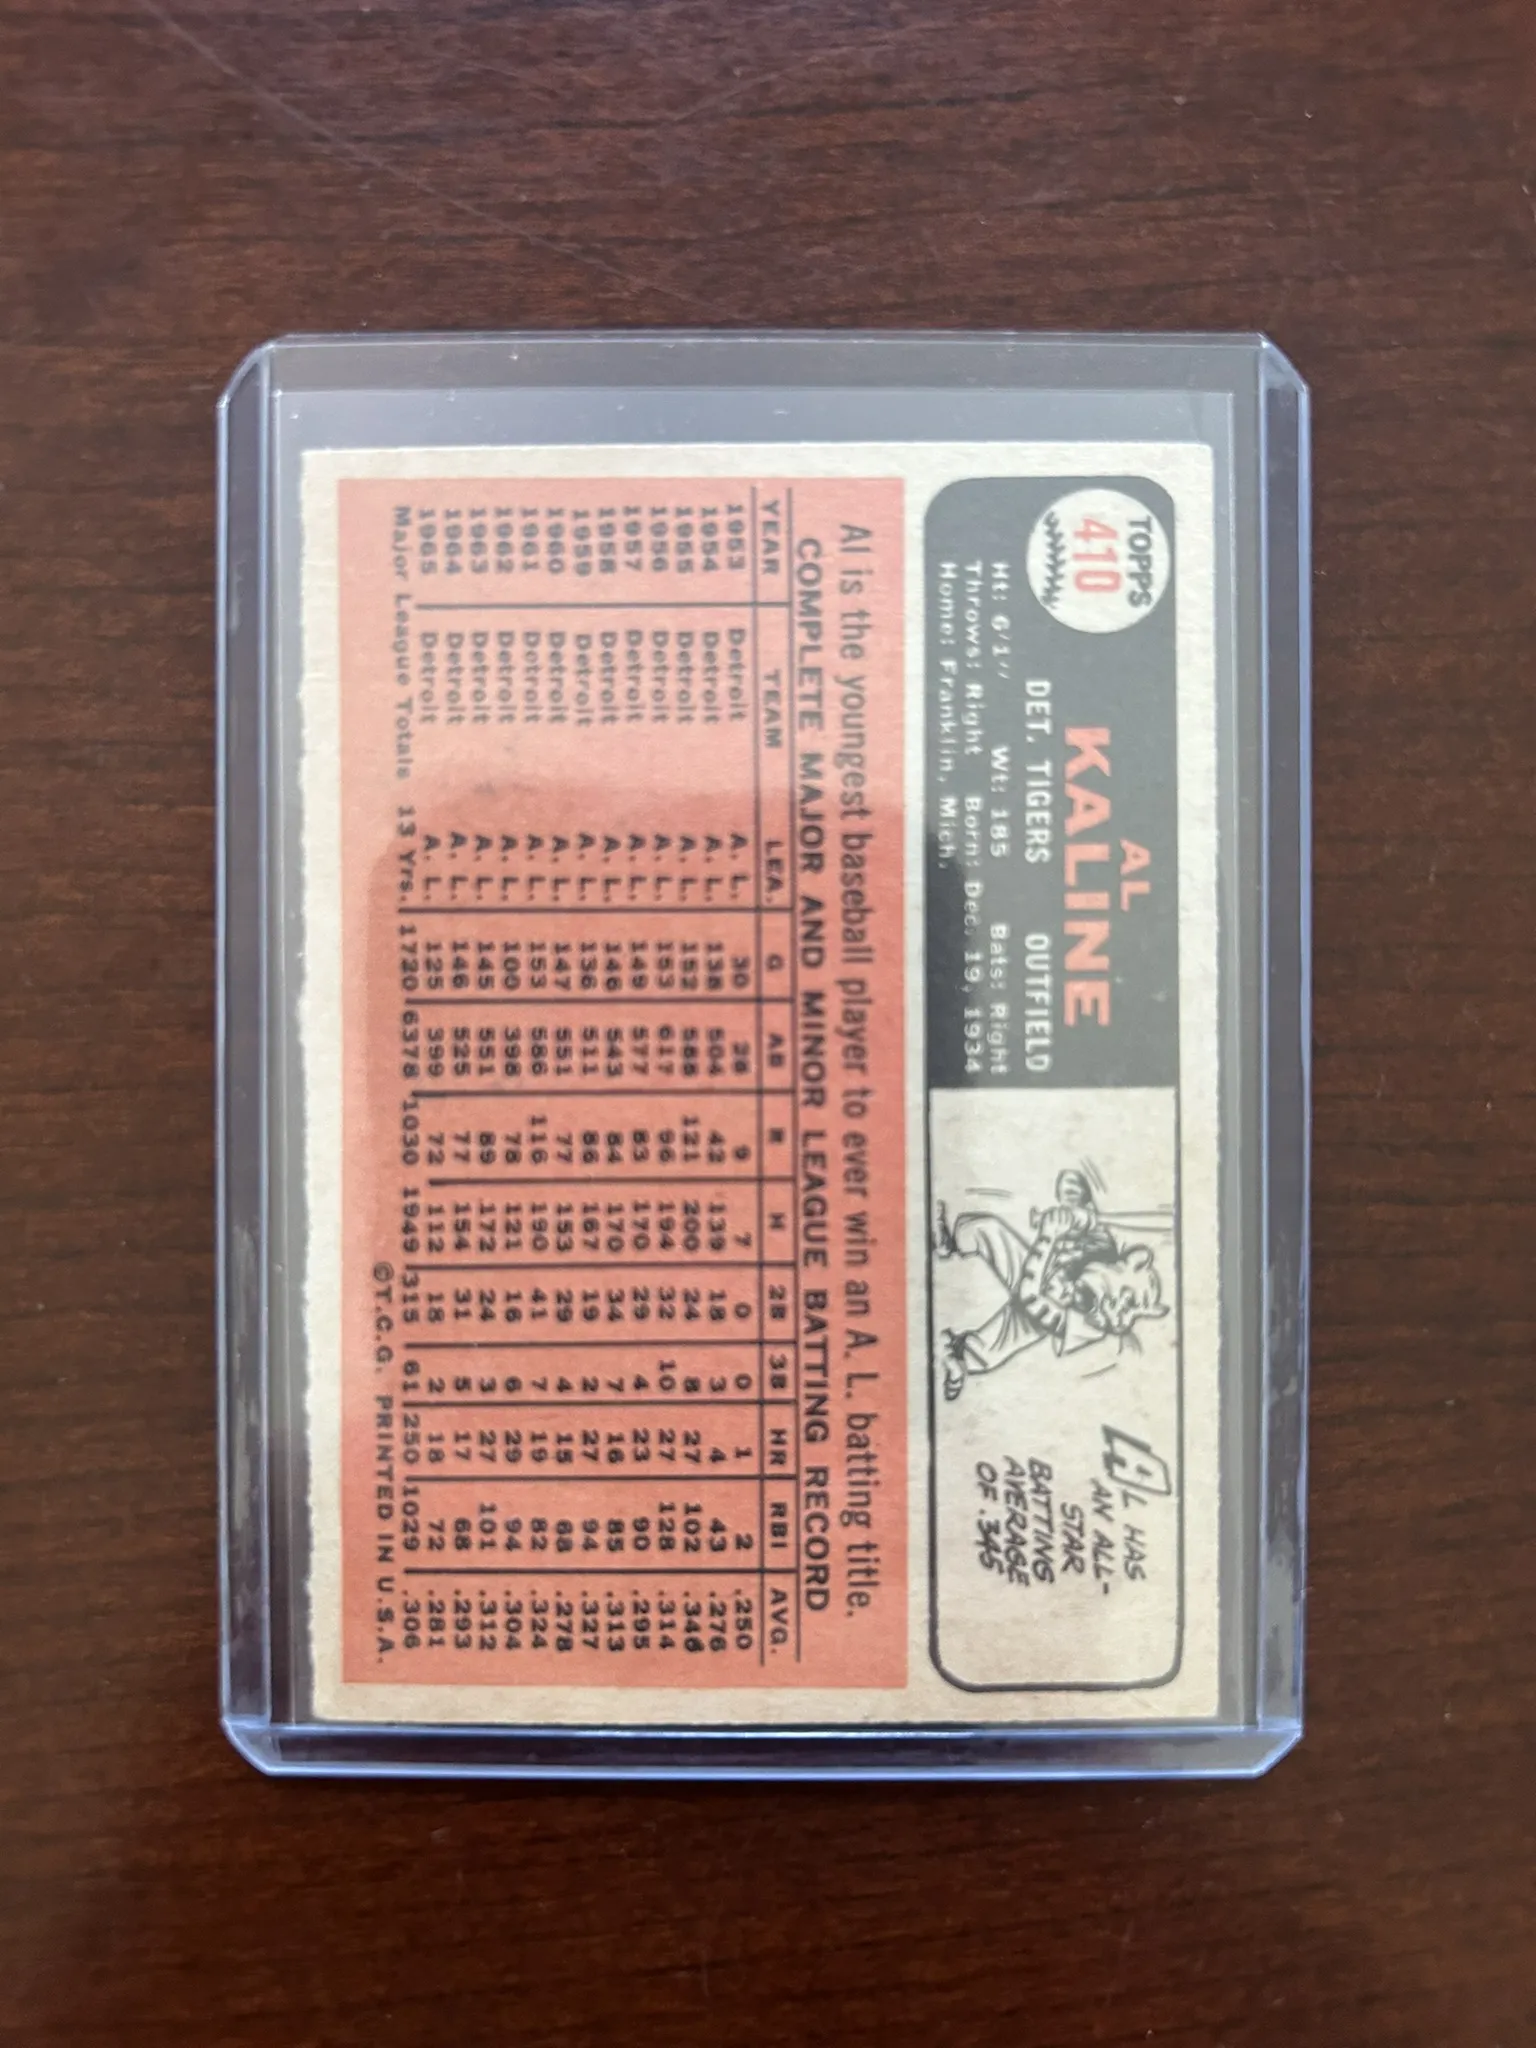 TOPPS
410
AL
KALINE
DET. TIGERS OUTFIELD
Ht: 6'1" Wt: 185 Bats: Right
Throws: Right Born: Dec. 19, 1934
Home: Franklin, Mich.
AL HAS
AN ALL-
STAR
BATTING
AVERAGE
OF .345
Al is the youngest baseball player to ever win an A. L. batting title.
COMPLETE MAJOR AND MINOR LEAGUE BATTING RECORD
YEAR TEAM LEA. G AB R H 2B 3B HR RBI AVG.
1953 Detroit A. L. 30 28 9 7 0 0 1 2 .250
1954 Detroit A. L. 138 504 42 139 18 3 4 43 .276
1955 Detroit A. L. 152 588 121 200 24 8 27 102 .346
1956 Detroit A. L. 153 617 96 194 32 10 27 128 .314
1957 Detroit A. L. 149 577 83 170 29 4 23 90 .295
1958 Detroit A. L. 146 543 84 170 34 7 16 85 .313
1959 Detroit A. L. 136 511 86 167 19 2 27 94 .327
1960 Detroit A. L. 147 551 77 153 29 4 15 68 .278
1961 Detroit A. L. 153 586 116 190 41 7 19 82 .324
1962 Detroit A. L. 100 398 78 121 16 6 29 94 .304
1963 Detroit A. L. 145 551 89 172 24 3 27 101 .312
1964 Detroit A. L. 146 525 77 154 31 5 17 68 .293
1965 Detroit A. L. 125 399 72 112 18 2 18 72 .281
Major League Totals 13 Yrs. 1720 6378 1030 1949 315 61 250 1029 .306
©T.C.G. PRINTED IN U.S.A.